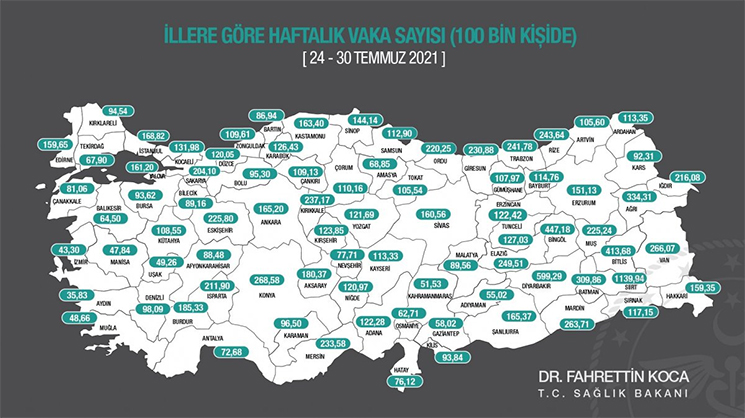 İLLERE GÖRE HAFTALIK VAKA SAYISI (100 BİN KİŞİDE)
[ 24 - 30 TEMMUZ 2021 ]
94,54
KIRKLARELİ
159,65
EDİRNE
TEKİRDAĞ
67,90
168,82
İSTANBUL
161,20
YALOVA
131,98
KOCAELİ
204,10
SAKARYA
120,05
DÜZCE
109,61
ZONGULDAK
86,94
BARTIN
126,43
KARABÜK
163,40
KASTAMONU
144,14
SİNOP
112,90
SAMSUN
95,30
BOLU
109,13
ÇANKIRI
ÇORUM
110,16
68,85
AMASYA
TOKAT
105,54
220,25
ORDU
230,88
GİRESUN
241,78
TRABZON
243,64
RİZE
105,60
ARTVİN
113,35
ARDAHAN
92,31
KARS
216,08
IĞDIR
334,31
AĞRI
107,97
GÜMÜŞHANE
114,76
BAYBURT
151,13
ERZURUM
ERZİNCAN
122,42
TUNCELİ
127,03
81,06
ÇANAKKALE
BALIKESİR
64,50
93,62
BURSA
BİLECİK
89,16
108,55
KÜTAHYA
225,80
ESKİŞEHİR
165,20
ANKARA
237,17
KIRIKKALE
123,85
KIRŞEHİR
121,69
YOZGAT
160,56
SİVAS
447,18
BİNGÖL
225,24
MUŞ
413,68
BİTLİS
266,07
VAN
43,30
İZMİR
47,84
MANİSA
49,26
UŞAK
88,48
AFYONKARAHİSAR
211,90
ISPARTA
268,58
KONYA
180,37
AKSARAY
77,71
NEVŞEHİR
120,97
NİĞDE
113,33
KAYSERİ
MALATYA
89,56
ELAZIĞ
249,51
599,29
DİYARBAKIR
309,86
BATMAN
1139,94
SİİRT
ŞIRNAK
117,15
HAKKARİ
159,35
35,83
AYDIN
48,66
MUĞLA
DENİZLİ
98,09
185,33
BURDUR
ANTALYA
72,68
96,50
KARAMAN
233,58
MERSİN
122,28
ADANA
62,71
OSMANİYE
51,53
KAHRAMANMARAŞ
58,02
GAZİANTEP
KİLİS
93,84
HATAY
76,12
55,02
ADIYAMAN
165,37
ŞANLIURFA
MARDİN
263,71
DR. FAHRETTİN KOCA
T.C. SAĞLIK BAKANI